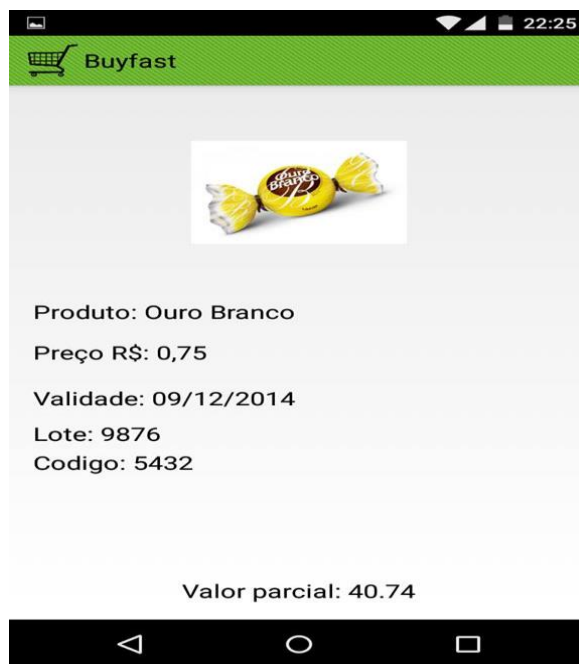 22:25
Buyfast
Ouro
Branco
Produto: Ouro Branco
Preço R$: 0,75
Validade: 09/12/2014
Lote: 9876
Codigo: 5432
Valor parcial: 40.74